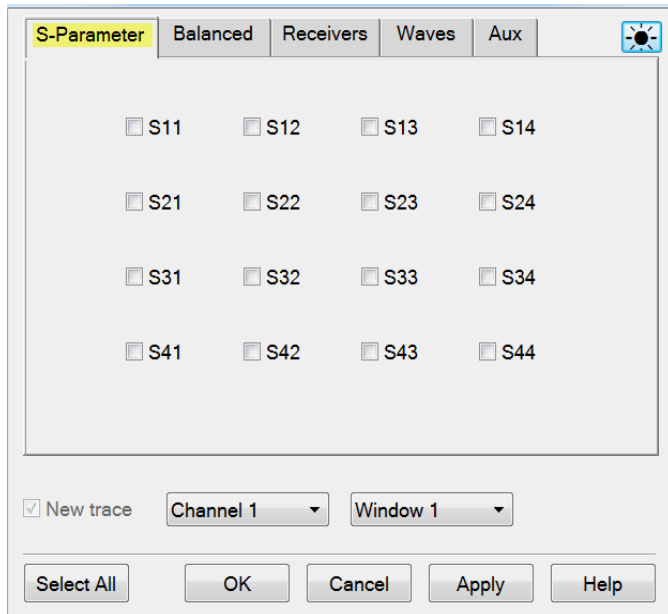 S-Parameter Balanced Receivers Waves Aux
S11 S12 S13 S14
S21 S22 S23 S24
S31 S32 S33 S34
S41 S42 S43 S44
New trace Channel 1 Window 1
Select All OK Cancel Apply Help